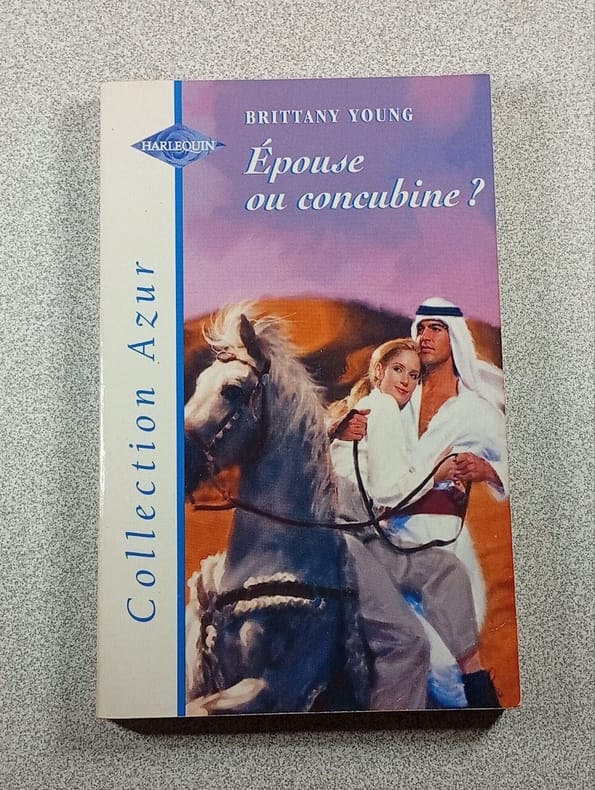 BRITTANY YOUNG
HARLEQUIN
Épouse
ou concubine ?
Collection Azur